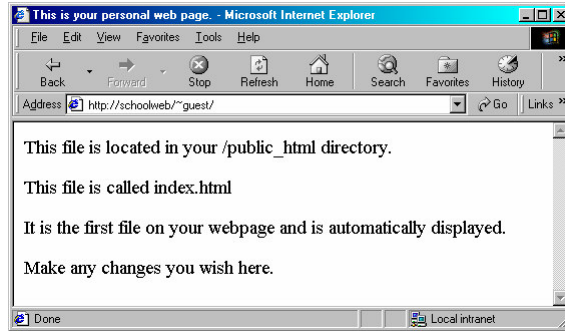 This is your personal web page. - Microsoft Internet Explorer
File Edit View Favorites Tools Help
Back Forward Stop Refresh Home Search Favorites History »
Address http://schoolweb/~guest/ Go Links »
This file is located in your /public_html directory.
This file is called index.html
It is the first file on your webpage and is automatically displayed.
Make any changes you wish here.
Done Local intranet